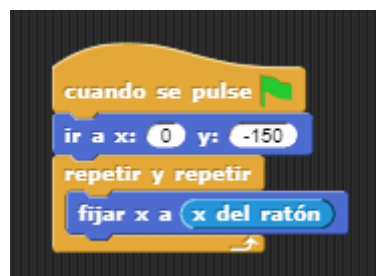 cuando se pulse
ir a x: 0 y: -150
repetir y repetir
fijar x a x del ratón